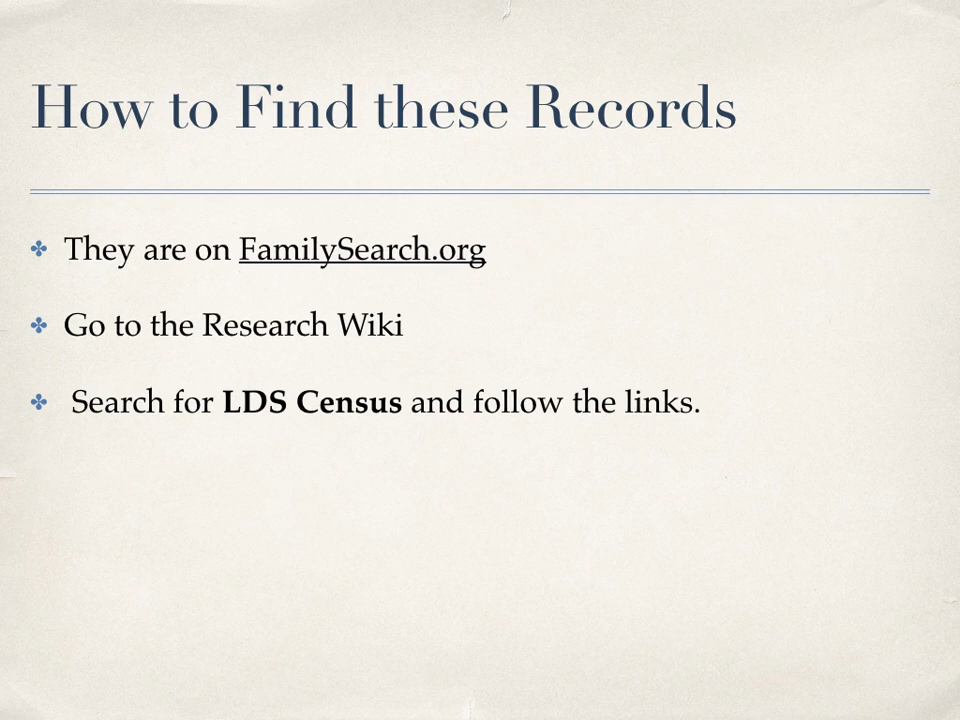 How to Find these Records
They are on FamilySearch.org
Go to the Research Wiki
Search for LDS Census and follow the links.